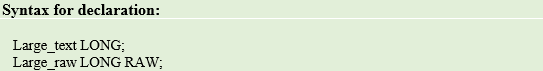 Syntax for declaration:
Large_text LONG;
Large_raw LONG RAW;